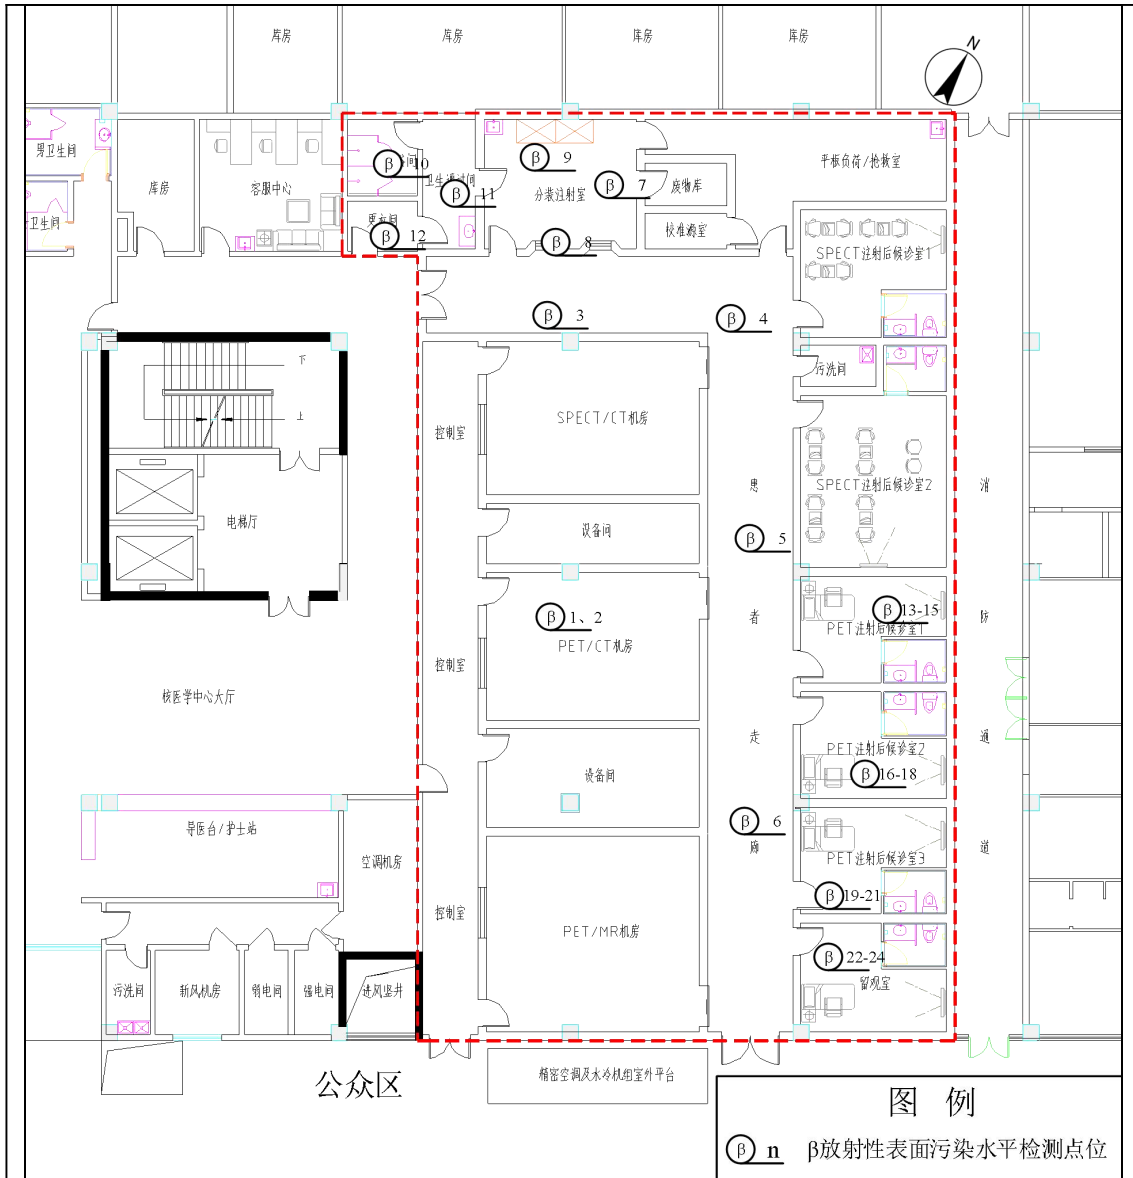 库房
库房
库房
库房
N
男卫生间
库房
客服中心
β 10
间
卫生通过间
β 11
β 9
分装注射室
β 7
废物库
平板负荷/抢救室
卫生间
更衣间
β 12
β 8
校准源室
SPECT注射后候诊室1
β 3
β 4
下
上
污洗间
控制室
SPECT/CT机房
患
SPECT注射后候诊室2
消
电梯厅
设备间
β 5
β 1、2
者
β 13-15
防
PET注射后候诊室1
控制室
PET/CT机房
核医学中心大厅
走
PET注射后候诊室2
通
设备间
β 16-18
导医台/护士站
β 6
空调机房
廊
PET注射后候诊室3
道
控制室
β 19-21
PET/MR机房
β 22-24
污洗间
新风机房
弱电间
强电间
进风竖井
留观室
公众区
精密空调及水冷机组室外平台
图 例
β n β放射性表面污染水平检测点位